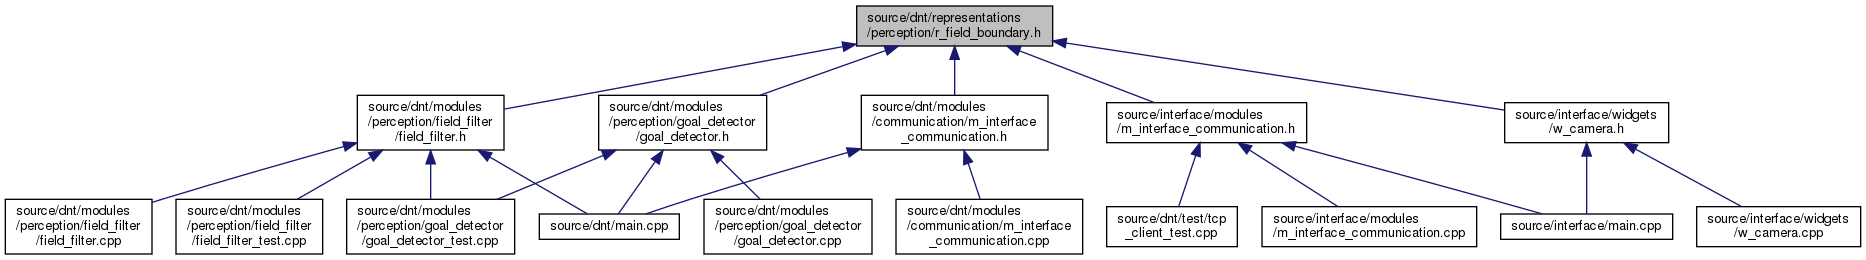 source/dnt/representations
/perception/r_field_boundary.h
source/dnt/modules
/perception/field_filter
/field_filter.h
source/dnt/modules
/perception/goal_detector
/goal_detector.h
source/dnt/modules
/communication/m_interface
_communication.h
source/interface/modules
/m_interface_communication.h
source/interface/widgets
/w_camera.h
source/dnt/modules
/perception/field_filter
/field_filter.cpp
source/dnt/modules
/perception/field_filter
/field_filter_test.cpp
source/dnt/modules
/perception/goal_detector
/goal_detector_test.cpp
source/dnt/main.cpp
source/dnt/modules
/perception/goal_detector
/goal_detector.cpp
source/dnt/modules
/communication/m_interface
_communication.cpp
source/dnt/test/tcp
_client_test.cpp
source/interface/modules
/m_interface_communication.cpp
source/interface/main.cpp
source/interface/widgets
/w_camera.cpp